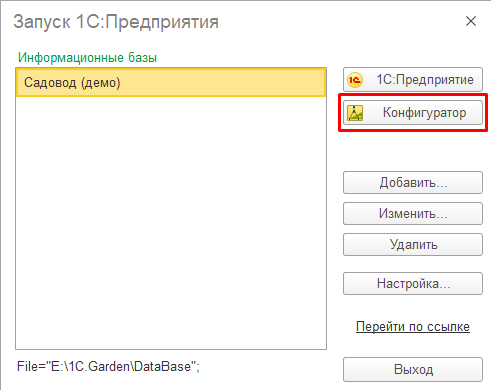 Запуск 1С:Предприятия
Информационные базы
Садовод (демо)
1С:Предприятие
Конфигуратор
Добавить...
Изменить...
Удалить
Настройка...
Перейти по ссылке
File="E:\1C.Garden\DataBase";
Выход